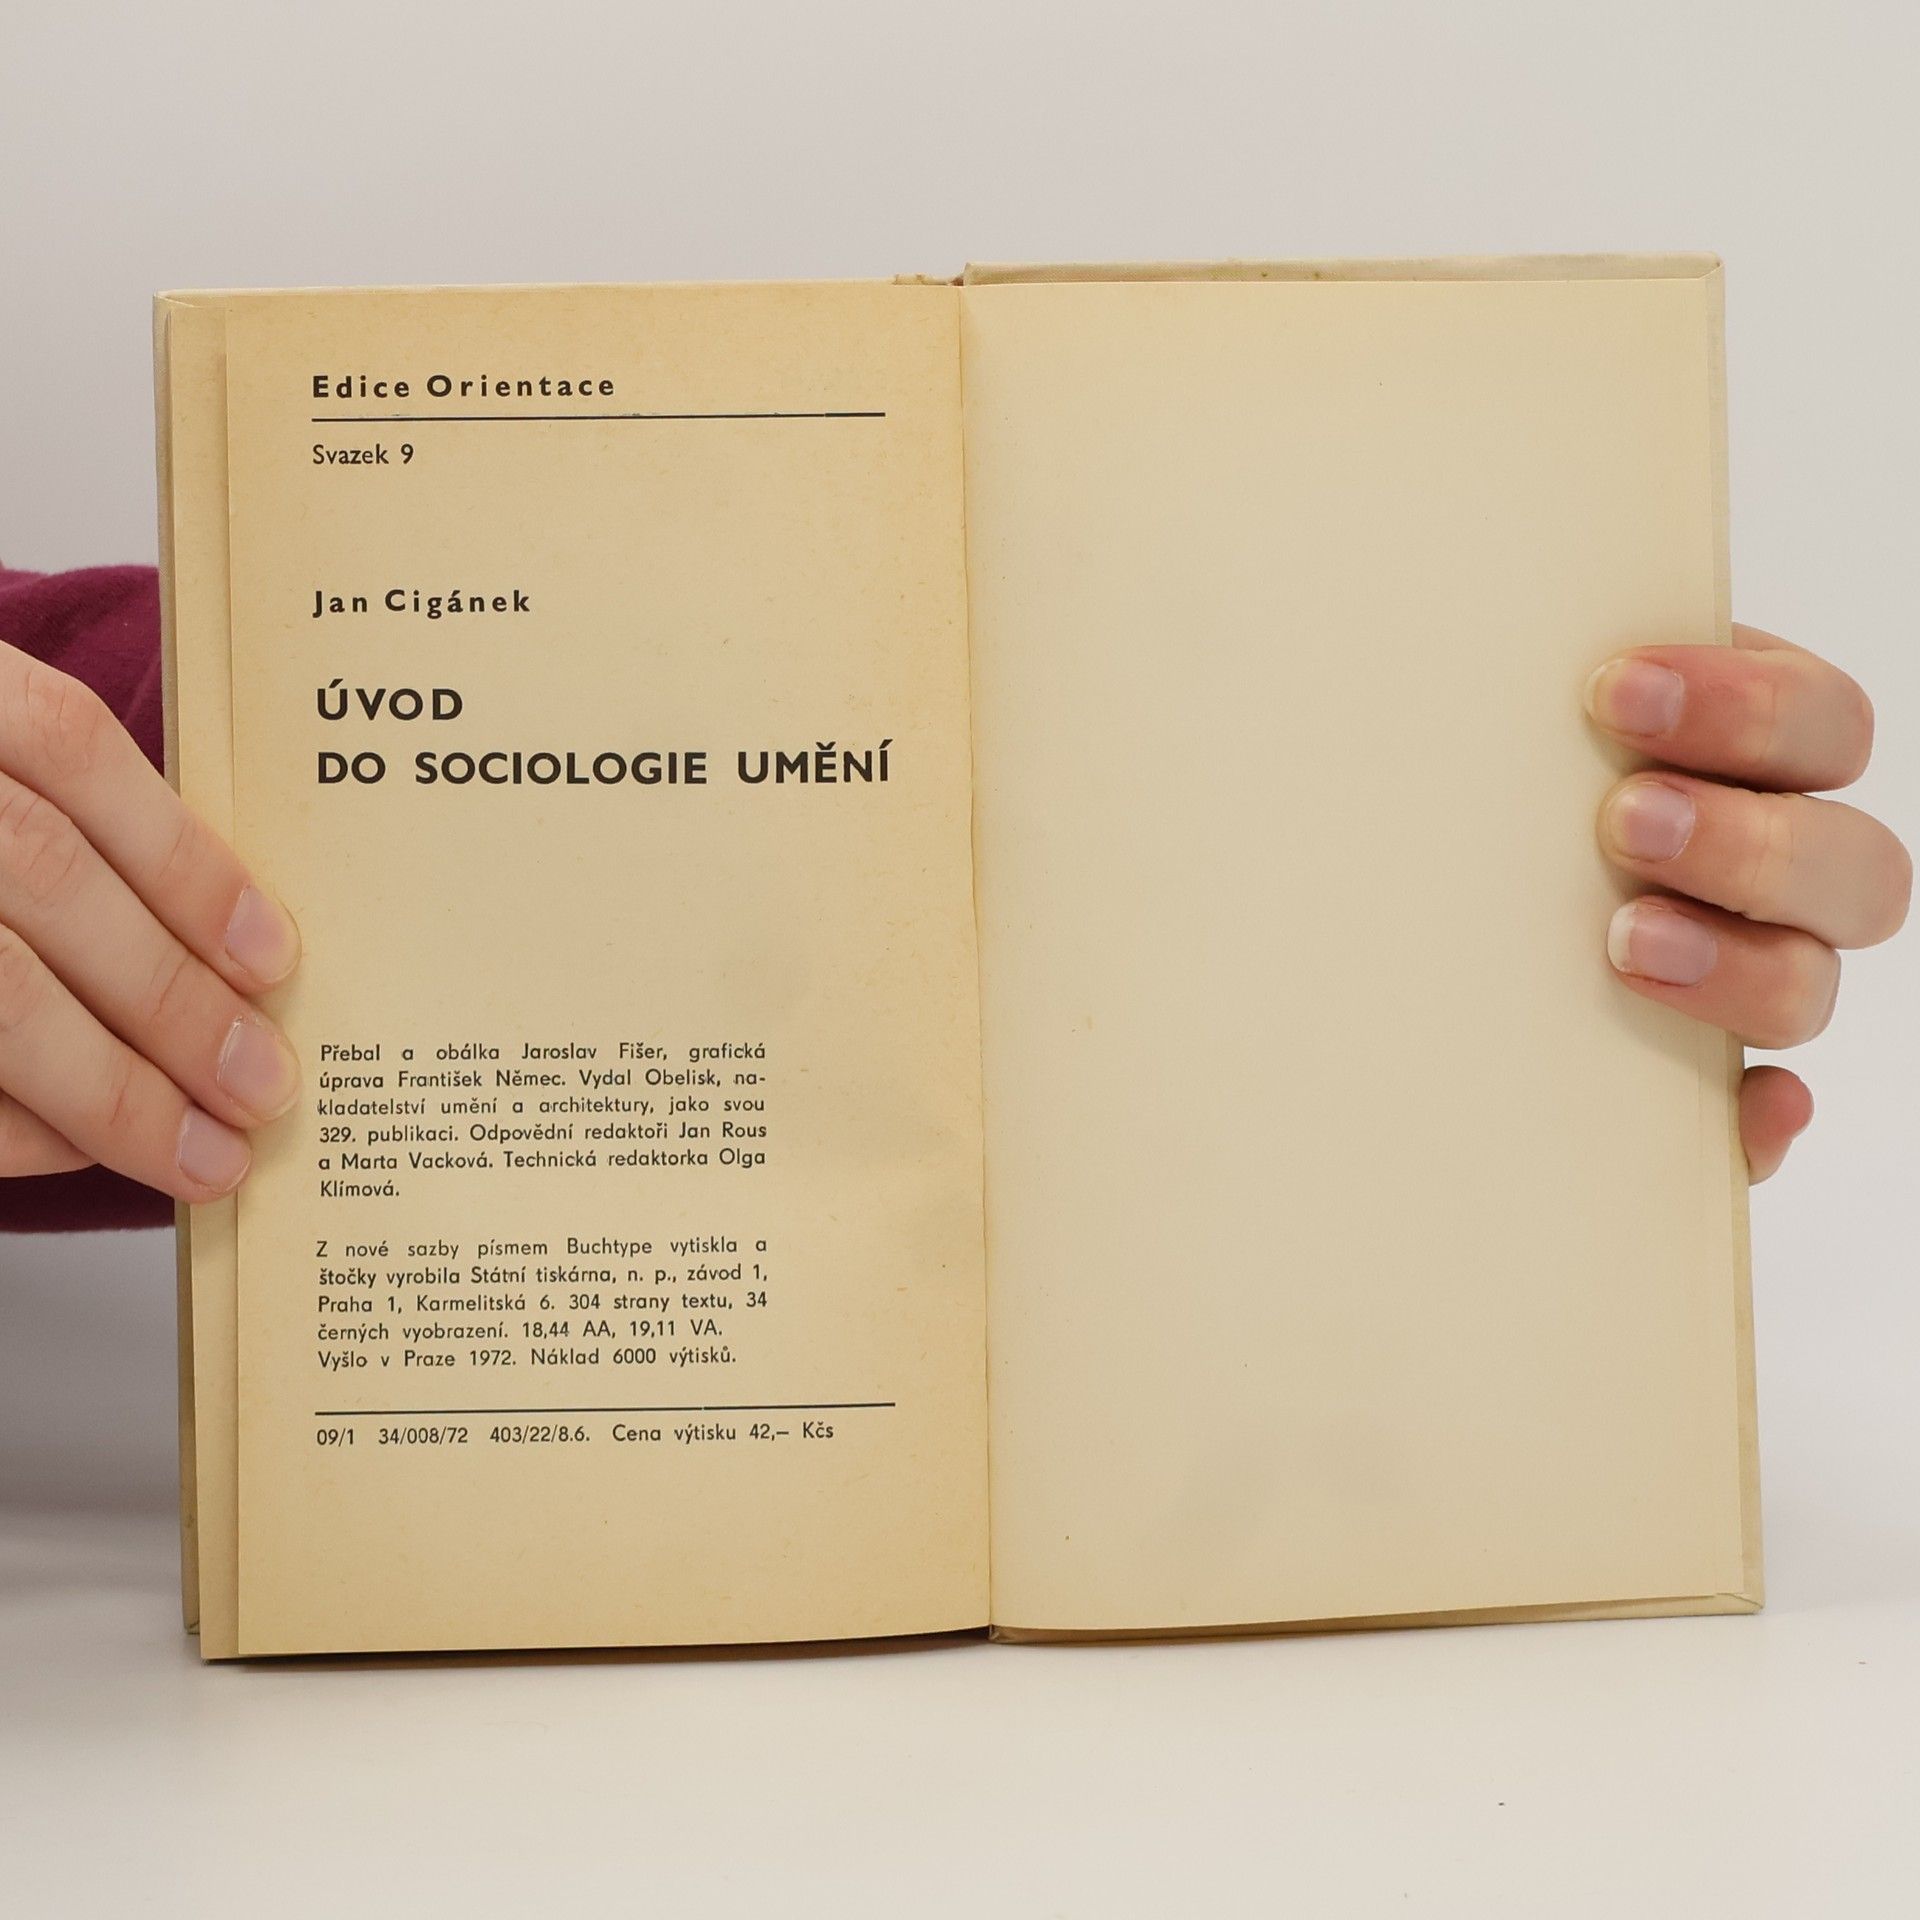 Edice Orientace
Svazek 9
Jan Cigánek
ÚVOD
DO SOCIOLOGIE UMĚNÍ
Přebal a obálka Jaroslav Fišer, grafická
úprava František Němec. Vydal Obelisk, na-
kladatelství umění a architektury, jako svou
329. publikaci. Odpovědní redaktoři Jan Rous
a Marta Vacková. Technická redaktorka Olga
Klímová.
Z nové sazby písmem Buchtype vytiskla a
štočky vyrobila Státní tiskárna, n. p., závod 1,
Praha 1, Karmelitská 6. 304 strany textu, 34
černých vyobrazení. 18,44 AA, 19,11 VA.
Vyšlo v Praze 1972. Náklad 6000 výtisků.
09/1 34/008/72 403/22/8.6. Cena výtisku 42,– Kčs